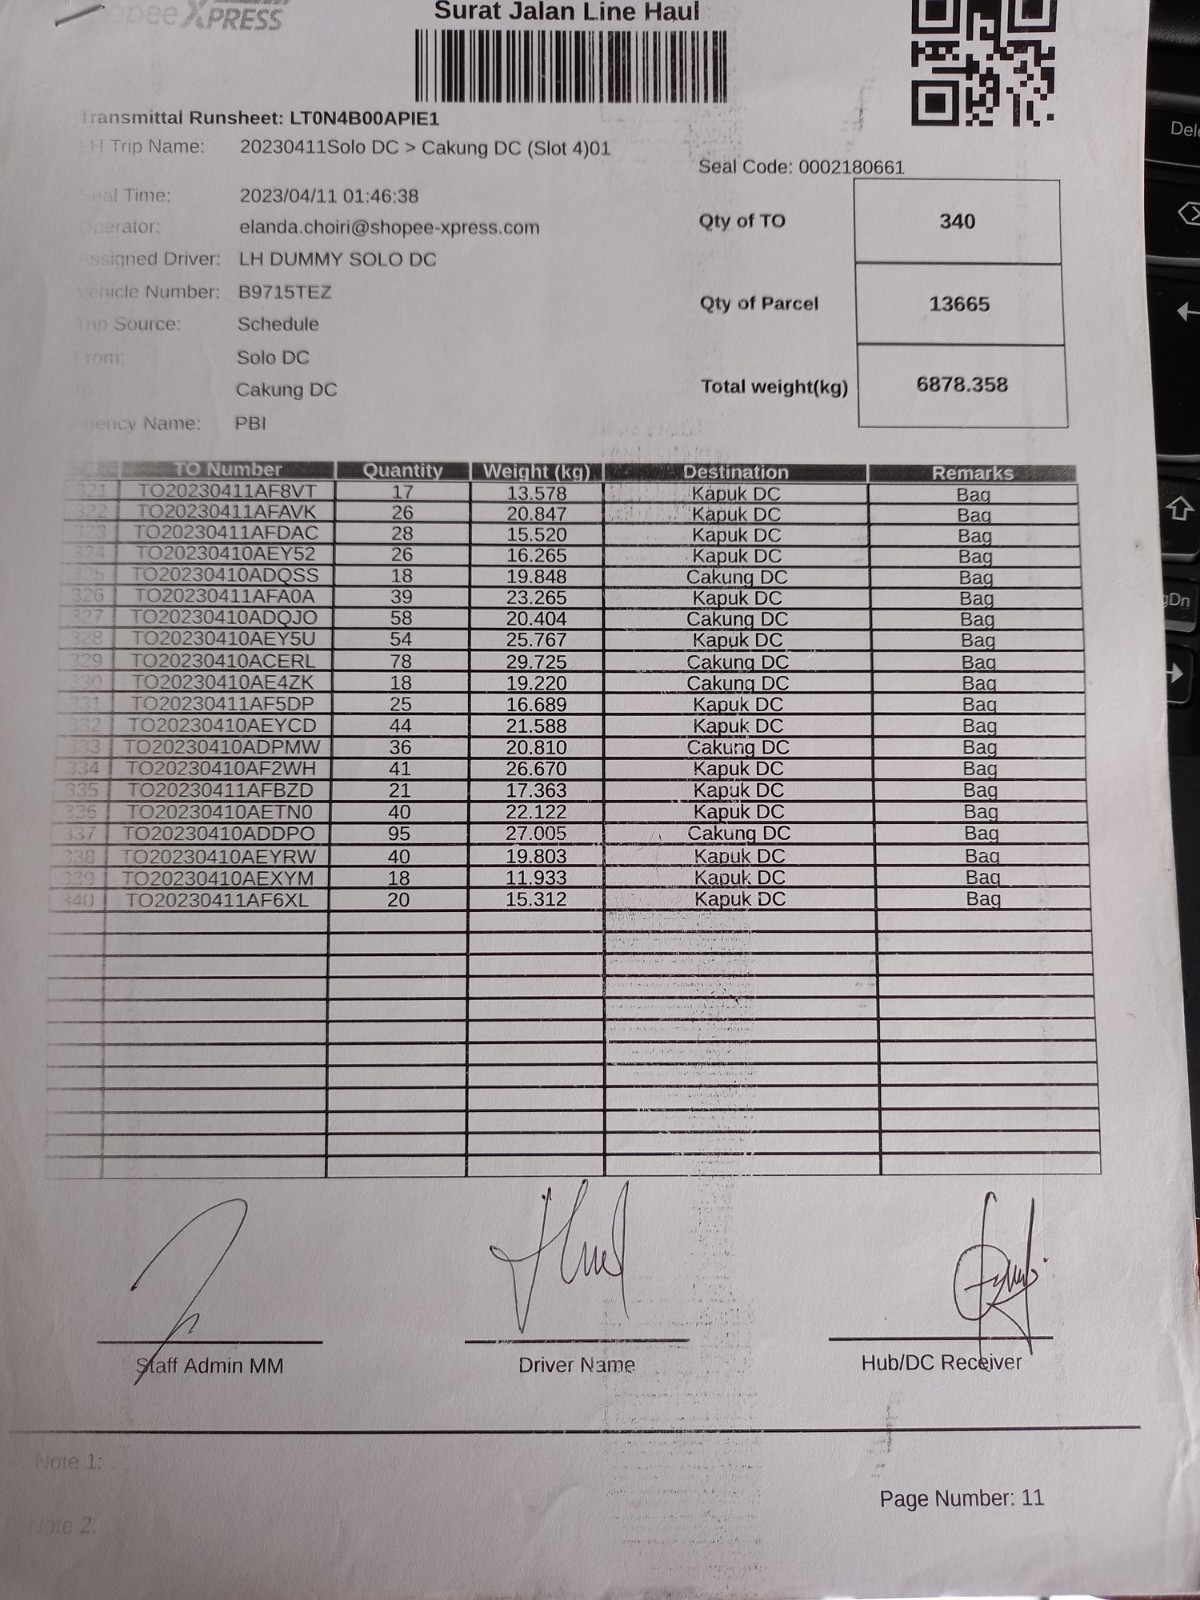 opee XPRESS
Surat Jalan Line Haul
Transmittal Runsheet: LT0N4B00APIE1
LH Trip Name: 20230411Solo DC > Cakung DC (Slot 4)01
Seal Code: 0002180661
Seal Time: 2023/04/11 01:46:38
Operator: elanda.choiri@shopee-xpress.com
Qty of TO 340
Assigned Driver: LH DUMMY SOLO DC
Vehicle Number: B9715TEZ
Qty of Parcel 13665
Trip Source: Schedule
From: Solo DC
Total weight(kg) 6878.358
To Cakung DC
Agency Name: PBI
TO Number Quantity Weight (kg) Destination Remarks
321 TO20230411AF8VT 17 13.578 Kapuk DC Bag
322 TO20230411AFAVK 26 20.847 Kapuk DC Bag
323 TO20230411AFDAC 28 15.520 Kapuk DC Bag
324 TO20230410AEY52 26 16.265 Kapuk DC Bag
325 TO20230410ADQSS 18 19.848 Cakung DC Bag
326 TO20230411AFA0A 39 23.265 Kapuk DC Bag
327 TO20230410ADQJO 58 20.404 Cakung DC Bag
328 TO20230410AEY5U 54 25.767 Kapuk DC Bag
329 TO20230410ACERL 78 29.725 Cakung DC Bag
330 TO20230410AE4ZK 18 19.220 Cakung DC Bag
331 TO20230411AF5DP 25 16.689 Kapuk DC Bag
332 TO20230410AEYCD 44 21.588 Kapuk DC Bag
333 TO20230410ADPMW 36 20.810 Cakung DC Bag
334 TO20230410AF2WH 41 26.670 Kapuk DC Bag
335 TO20230411AFBZD 21 17.363 Kapuk DC Bag
336 TO20230410AETN0 40 22.122 Kapuk DC Bag
337 TO20230410ADDPO 95 27.005 Cakung DC Bag
338 TO20230410AEYRW 40 19.803 Kapuk DC Bag
339 TO20230410AEXYM 18 11.933 Kapuk DC Bag
340 TO20230411AF6XL 20 15.312 Kapuk DC Bag
Staff Admin MM Driver Name Hub/DC Receiver
Note 1:
Page Number: 11
Note 2.